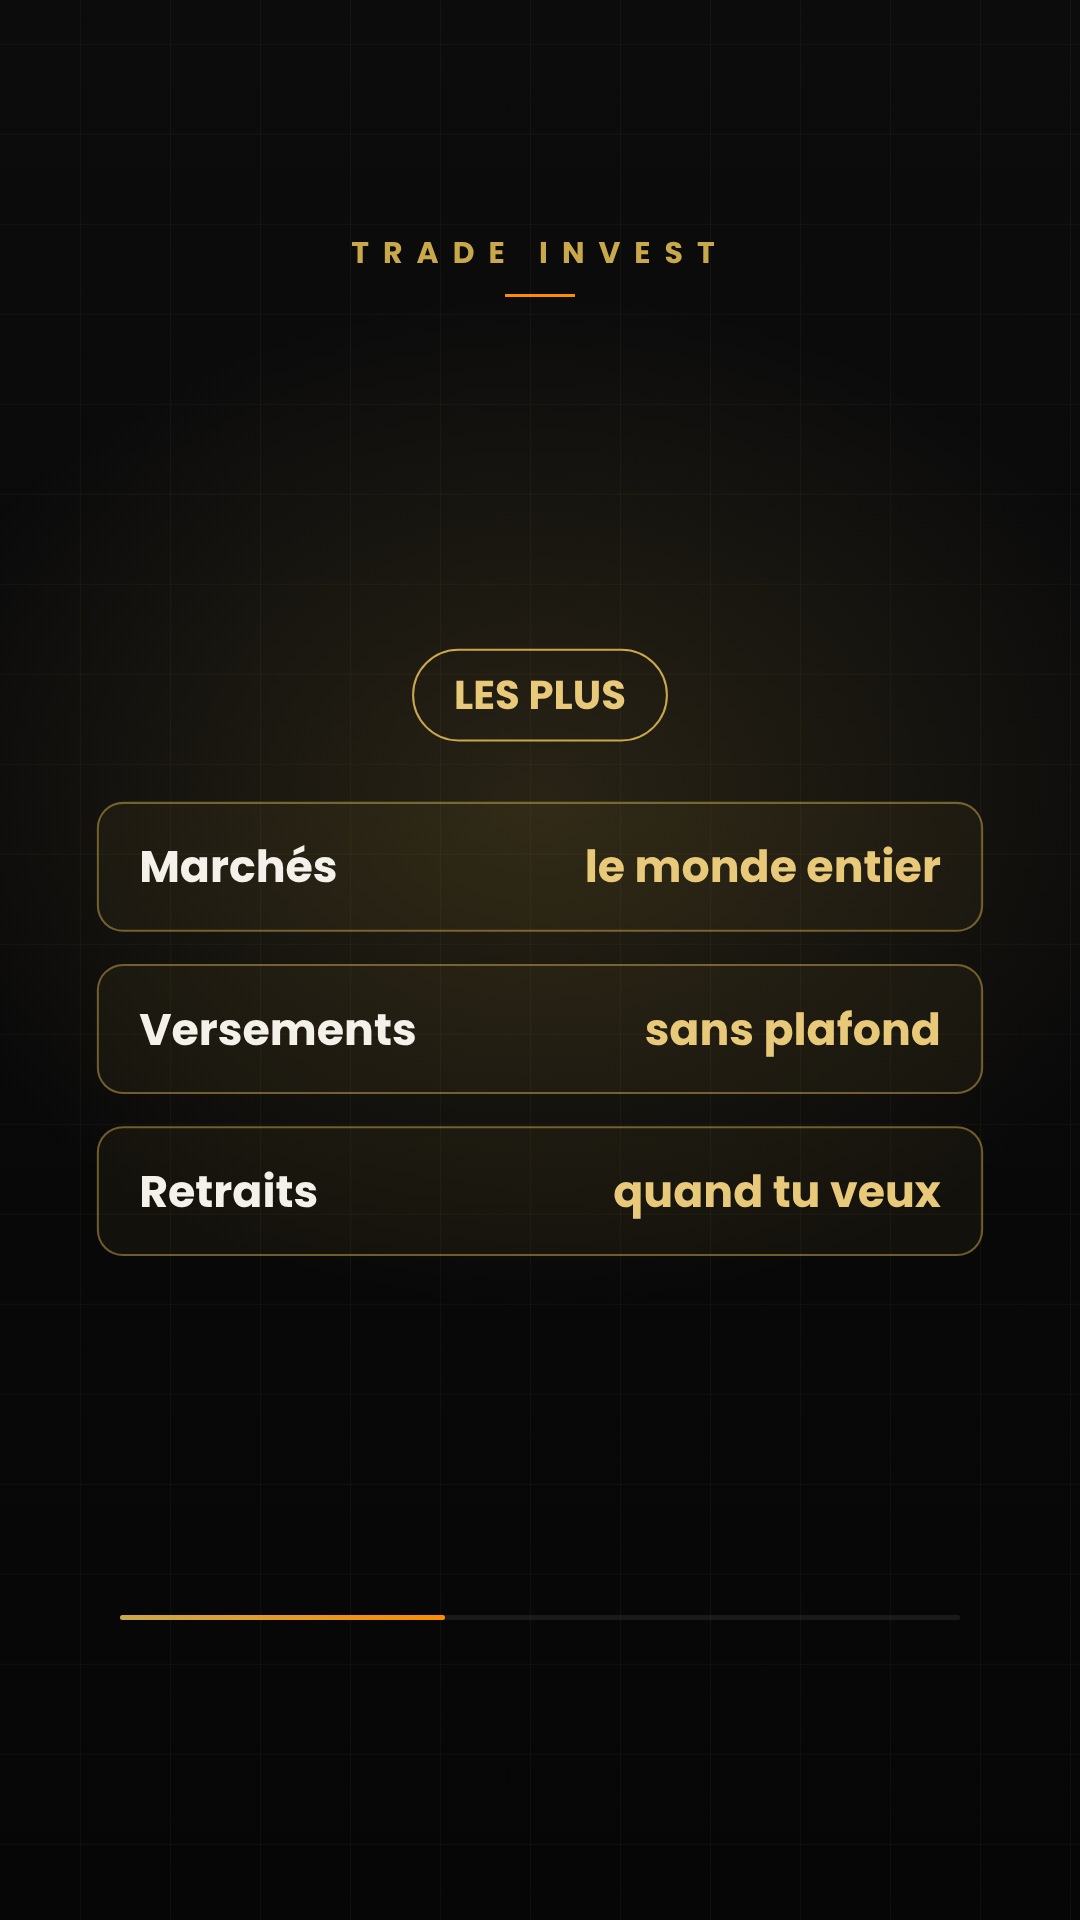 TRADE INVEST
LES PLUS
Marchés le monde entier
Versements sans plafond
Retraits quand tu veux